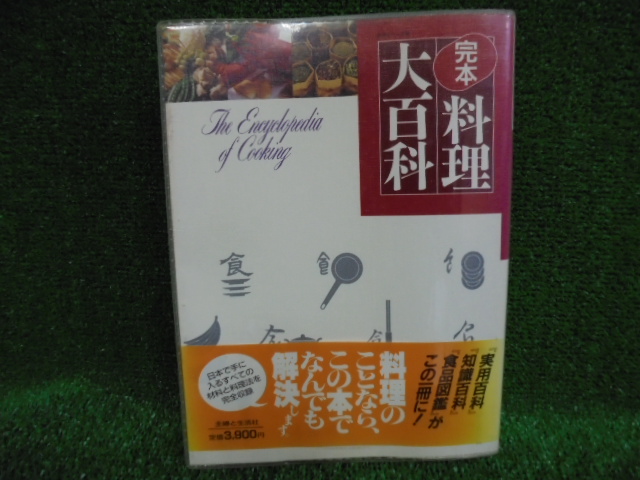 完本
料理
大百科
The Encyclopedia
of Cooking
食
食
『実用百科』
『知識百科』
『食品図鑑』が
この一冊に!
料理の
ことなら、
この本で
なんでも
解決します。
日本で手に
入るすべての
材料と料理法を
完全収録
主婦と生活社
定価3,900円